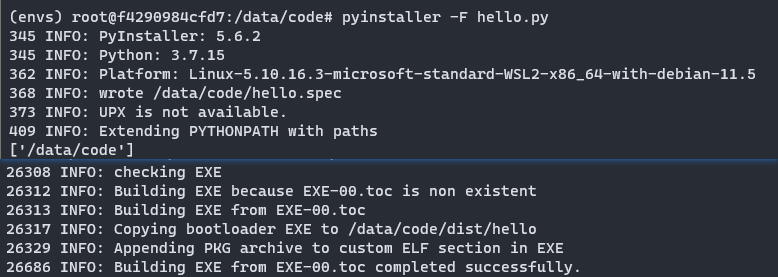 (envs) root@f4290984cfd7:/data/code# pyinstaller -F hello.py
345 INFO: PyInstaller: 5.6.2
345 INFO: Python: 3.7.15
362 INFO: Platform: Linux-5.10.16.3-microsoft-standard-WSL2-x86_64-with-debian-11.5
368 INFO: wrote /data/code/hello.spec
373 INFO: UPX is not available.
409 INFO: Extending PYTHONPATH with paths
['/data/code']
26308 INFO: checking EXE
26312 INFO: Building EXE because EXE-00.toc is non existent
26313 INFO: Building EXE from EXE-00.toc
26317 INFO: Copying bootloader EXE to /data/code/dist/hello
26329 INFO: Appending PKG archive to custom ELF section in EXE
26686 INFO: Building EXE from EXE-00.toc completed successfully.